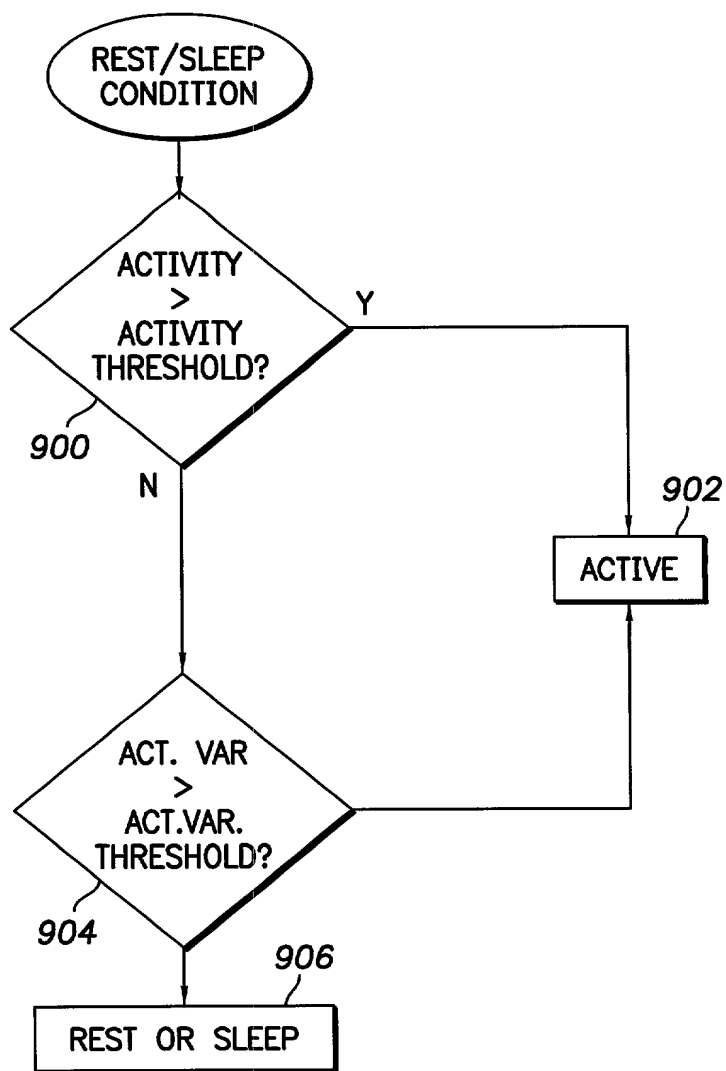 REST/SLEEP
CONDITION
ACTIVITY
>
ACTIVITY
THRESHOLD?
Y
900
N
902
ACTIVE
ACT. VAR
>
ACT.VAR.
THRESHOLD?
904
906
REST OR SLEEP